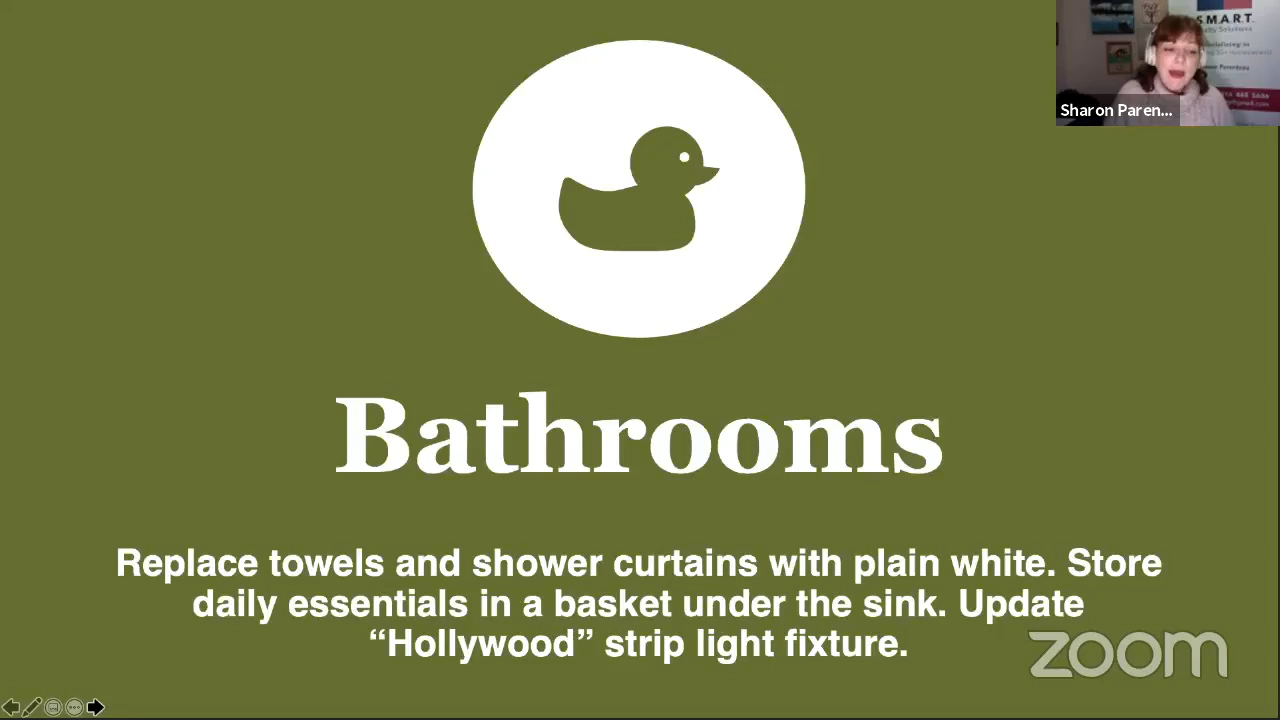 S.M.A.R.T.
Sharon Paren...
Bathrooms
Replace towels and shower curtains with plain white. Store
daily essentials in a basket under the sink. Update
“Hollywood” strip light fixture.
zoom